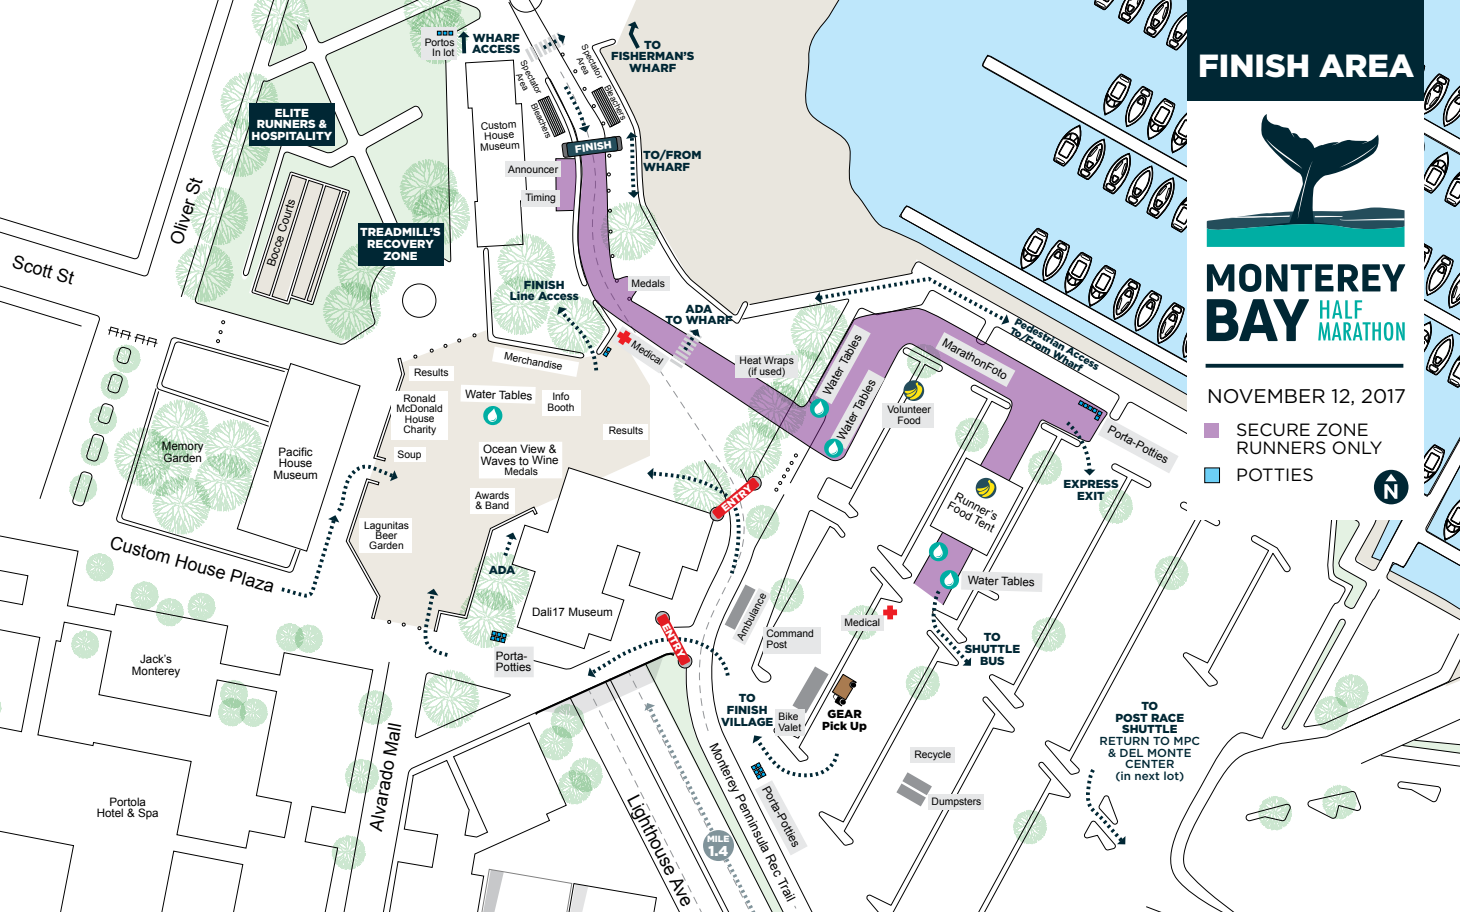 FINISH AREA
MONTEREY
BAY HALF
MARATHON
NOVEMBER 12, 2017
SECURE ZONE
RUNNERS ONLY
POTTIES
N
Portos
In lot
WHARF
ACCESS
Spectator
Area
Bleachers
Spectator
Area
Bleachers
TO
FISHERMAN'S
WHARF
ELITE
RUNNERS &
HOSPITALITY
Custom
House
Museum
FINISH
TO/FROM
WHARF
Announcer
Timing
Oliver St
Bocce Courts
TREADMILL'S
RECOVERY
ZONE
Scott St
FINISH
Line Access
Medals
ADA
TO WHARF
Pedestrian Access
To/From Wharf
Medical
Merchandise
Heat Wraps
(if used)
Water Tables
Water Tables
MarathonFoto
Volunteer
Food
Porta-Potties
Results
Water Tables
Info
Booth
Ronald
McDonald
House
Charity
Results
Soup
Ocean View &
Waves to Wine
Medals
Memory
Garden
Pacific
House
Museum
Awards
& Band
Lagunitas
Beer
Garden
ENTRY
EXPRESS
EXIT
Runner's
Food Tent
Custom House Plaza
ADA
Dali17 Museum
Water Tables
Ambulance
Command
Post
Medical
TO
SHUTTLE
BUS
ENTRY
Porta-
Potties
Jack's
Monterey
TO
FINISH
VILLAGE
Bike
Valet
GEAR
Pick Up
TO
POST RACE
SHUTTLE
RETURN TO MPC
& DEL MONTE
CENTER
(in next lot)
Recycle
Dumpsters
Porta-Potties
Portola
Hotel & Spa
Alvarado Mall
Lighthouse Ave
MILE
1.4
Monterey Penninsula Rec Trail